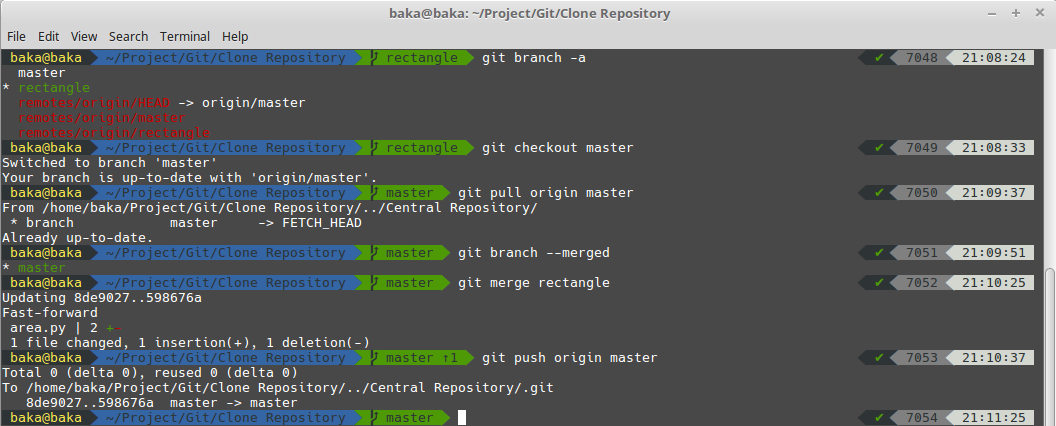 baka@baka: ~/Project/Git/Clone Repository
File Edit View Search Terminal Help
baka@baka ~/Project/Git/Clone Repository rectangle git branch -a ✔ 7048 21:08:24
master
* rectangle
remotes/origin/HEAD -> origin/master
remotes/origin/master
remotes/origin/rectangle
baka@baka ~/Project/Git/Clone Repository rectangle git checkout master ✔ 7049 21:08:33
Switched to branch 'master'
Your branch is up-to-date with 'origin/master'.
baka@baka ~/Project/Git/Clone Repository master git pull origin master ✔ 7050 21:09:37
From /home/baka/Project/Git/Clone Repository/../Central Repository/
* branch master -> FETCH_HEAD
Already up-to-date.
baka@baka ~/Project/Git/Clone Repository master git branch --merged ✔ 7051 21:09:51
* master
baka@baka ~/Project/Git/Clone Repository master git merge rectangle ✔ 7052 21:10:25
Updating 8de9027..598676a
Fast-forward
area.py | 2 +-
1 file changed, 1 insertion(+), 1 deletion(-)
baka@baka ~/Project/Git/Clone Repository master ↑1 git push origin master ✔ 7053 21:10:37
Total 0 (delta 0), reused 0 (delta 0)
To /home/baka/Project/Git/Clone Repository/../Central Repository/.git
8de9027..598676a master -> master
baka@baka ~/Project/Git/Clone Repository master ✔ 7054 21:11:25